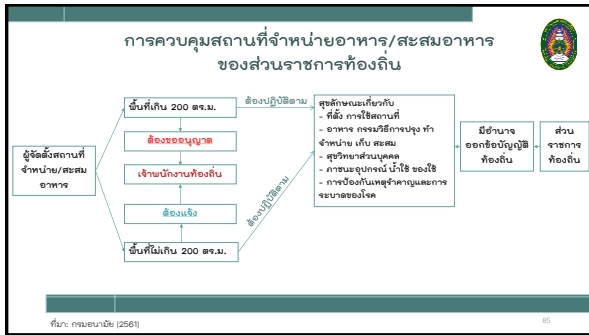 การควบคุมสถานที่จำหน่ายอาหาร/สะสมอาหาร
ของส่วนราชการท้องถิ่น
ผู้จัดตั้งสถานที่
จำหน่าย/สะสม
อาหาร
พื้นที่เกิน 200 ตร.ม.
ต้องขออนุญาต
เจ้าพนักงานท้องถิ่น
ต้องแจ้ง
พื้นที่ไม่เกิน 200 ตร.ม.
ต้องปฏิบัติตาม
ต้องปฏิบัติตาม
สุขลักษณะเกี่ยวกับ
- ที่ตั้ง การใช้สถานที่
- อาหาร กรรมวิธีการปรุง ทำ
จำหน่าย เก็บ สะสม
- สุขวิทยาส่วนบุคคล
- ภาชนะอุปกรณ์ น้ำใช้ ของใช้
- การป้องกันเหตุรำคาญและการ
ระบาดของโรค
มีอำนาจ
ออกข้อบัญญัติ
ท้องถิ่น
ส่วน
ราชการ
ท้องถิ่น
ที่มา: กรมอนามัย (2561)
85